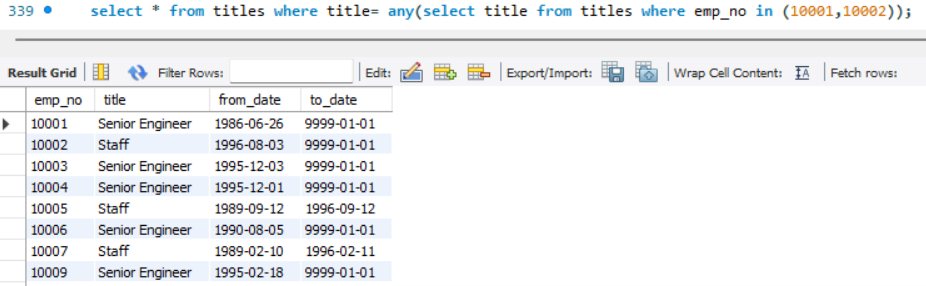 339 select * from titles where title= any(select title from titles where emp_no in (10001,10002));
Result Grid Filter Rows: Edit: Export/Import: Wrap Cell Content: Fetch rows:
emp_no title from_date to_date
10001 Senior Engineer 1986-06-26 9999-01-01
10002 Staff 1996-08-03 9999-01-01
10003 Senior Engineer 1995-12-03 9999-01-01
10004 Senior Engineer 1995-12-01 9999-01-01
10005 Staff 1989-09-12 1996-09-12
10006 Senior Engineer 1990-08-05 9999-01-01
10007 Staff 1989-02-10 1996-02-11
10009 Senior Engineer 1995-02-18 9999-01-01